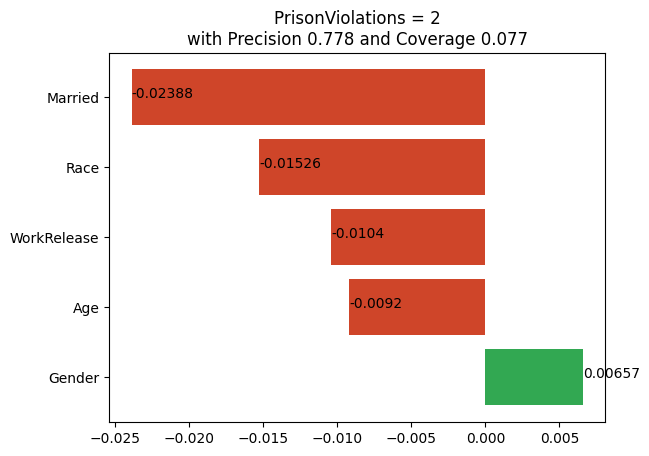 PrisonViolations = 2
with Precision 0.778 and Coverage 0.077
Married
-0.02388
Race
-0.01526
WorkRelease
-0.0104
Age
-0.0092
Gender
0.00657
−0.025 −0.020 −0.015 −0.010 −0.005 0.000 0.005